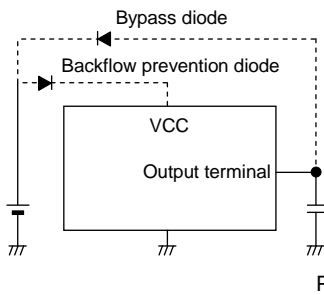 Bypass diode
Backflow prevention diode
VCC
Output terminal